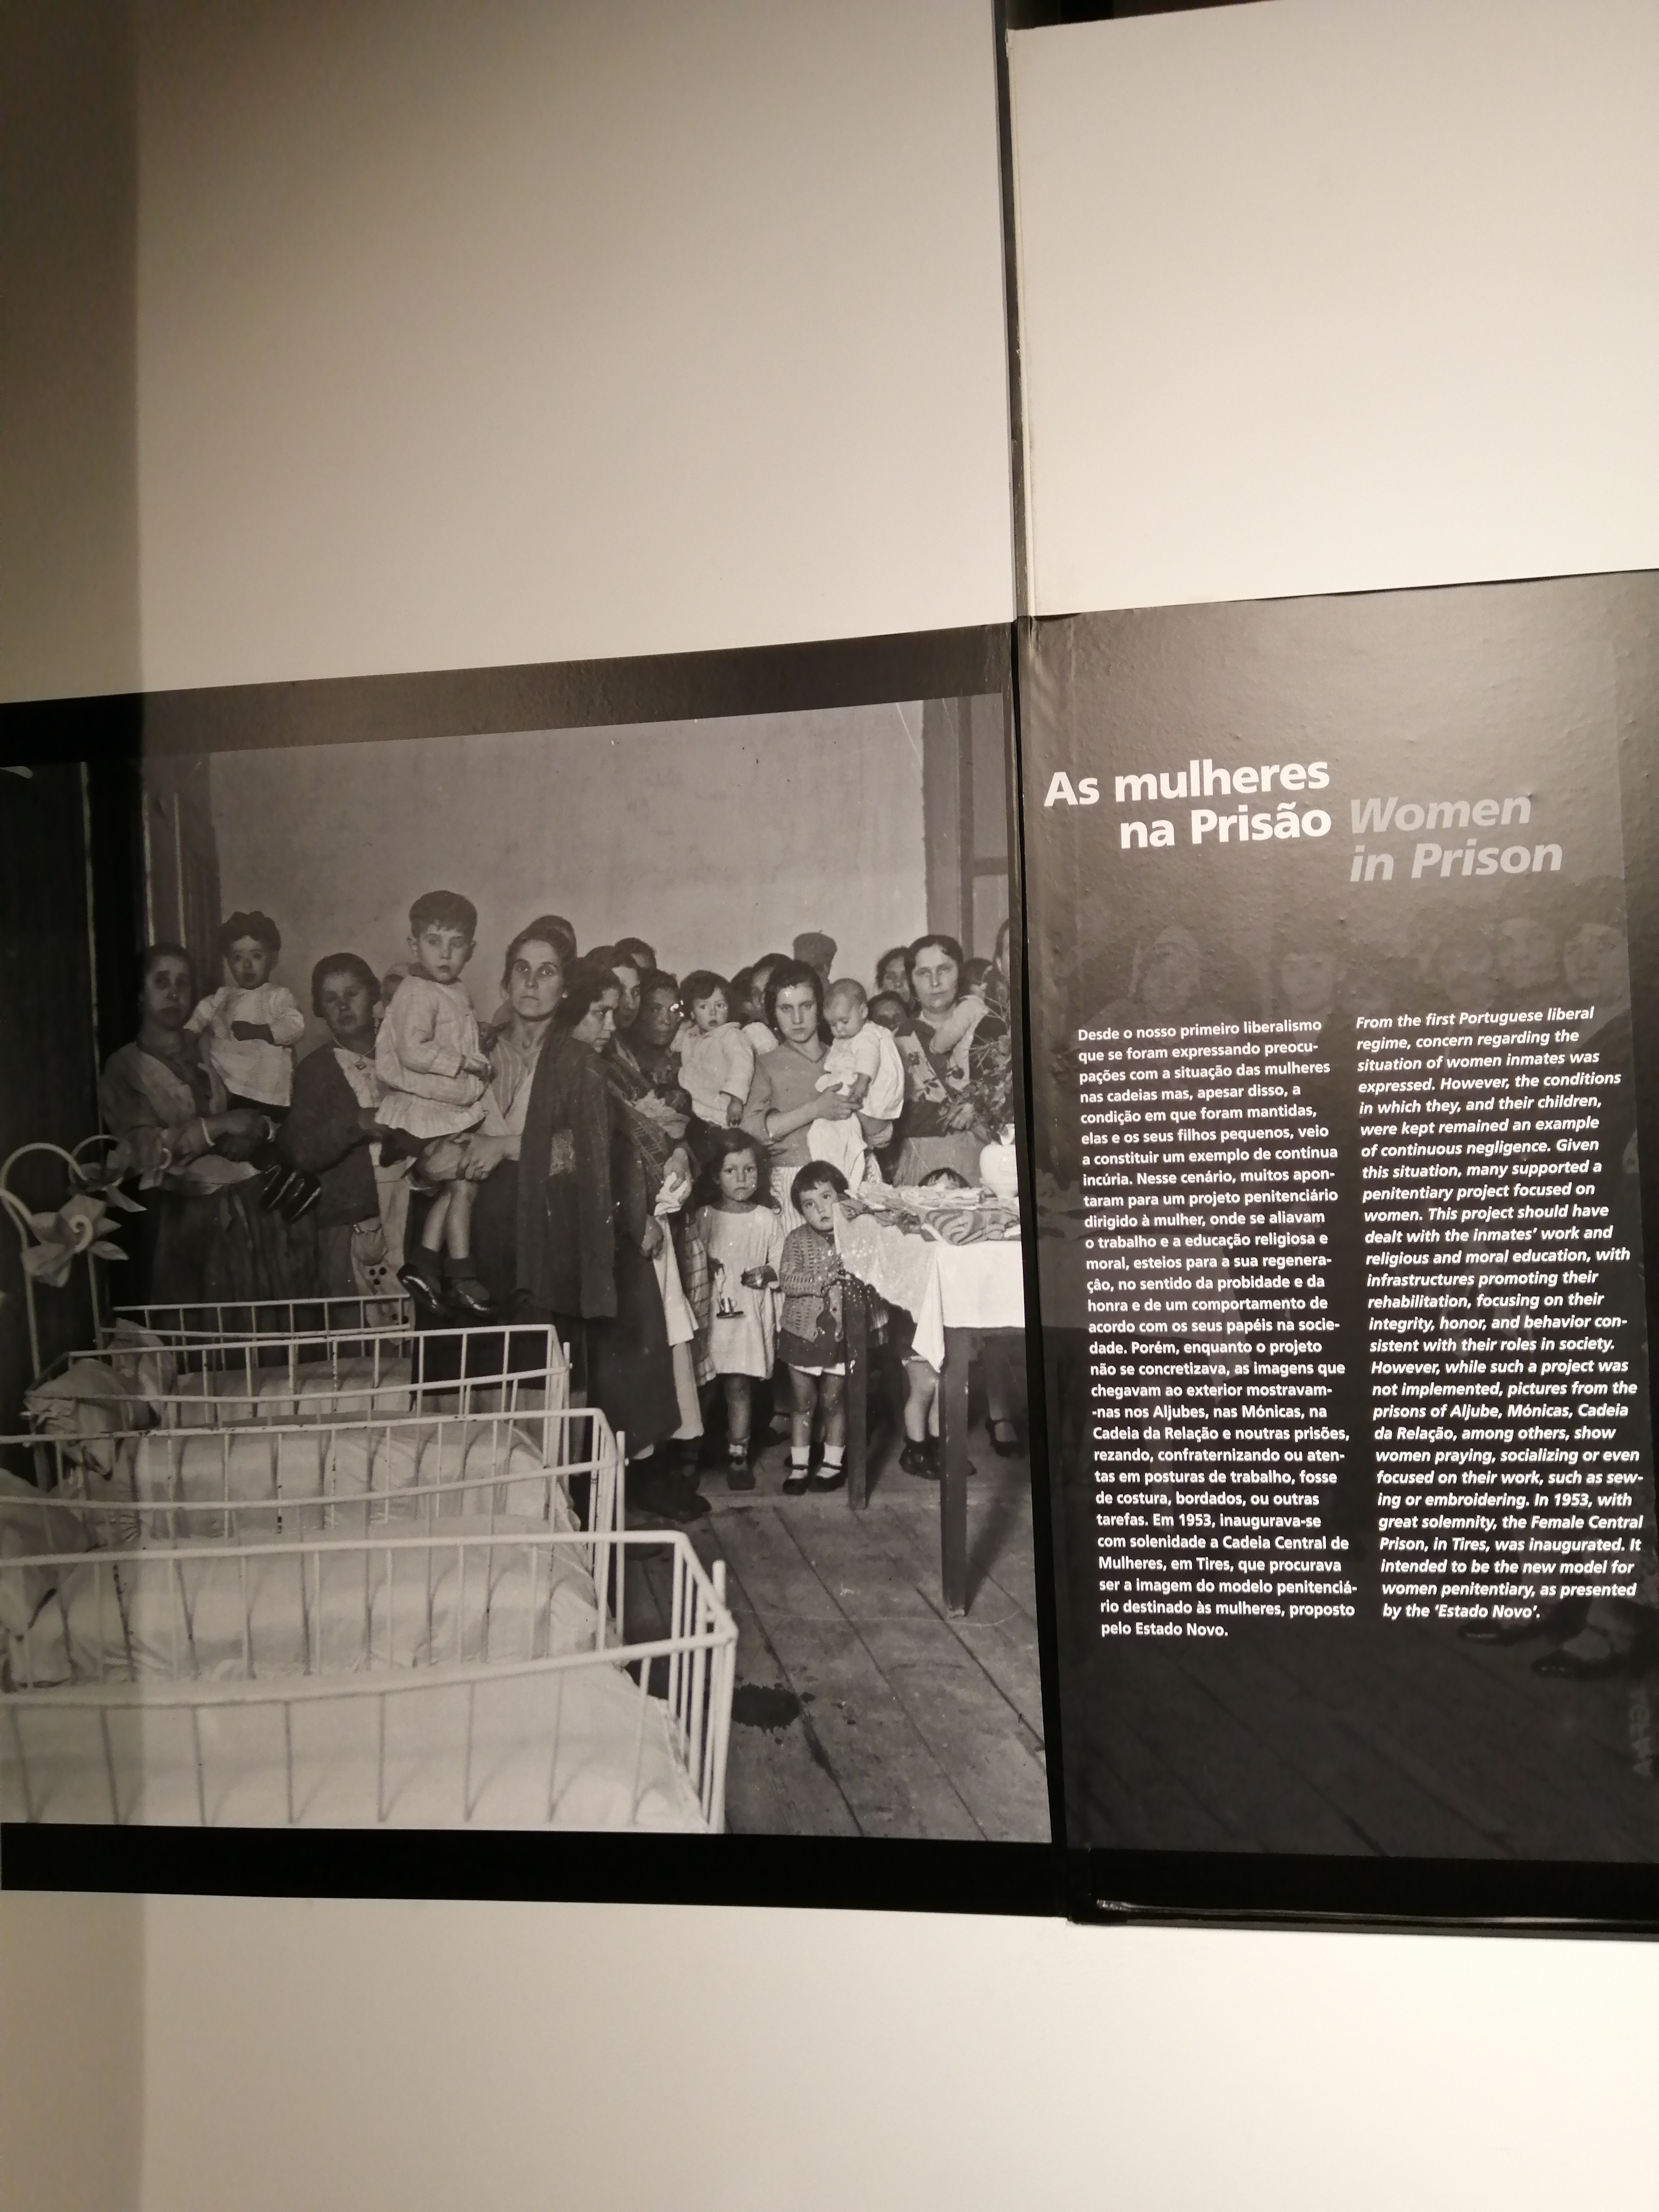 As mulheres
na Prisão
Women
in Prison
Desde o nosso primeiro liberalismo
que se foram expressando preocu-
pações com a situação das mulheres
nas cadeias mas, apesar disso, a
condição em que foram mantidas,
elas e os seus filhos pequenos, veio
a constituir um exemplo de contínua
incúria. Nesse cenário, muitos apon-
taram para um projeto penitenciário
dirigido à mulher, onde se aliavam
o trabalho e a educação religiosa e
moral, esteios para a sua regenera-
ção, no sentido da probidade e da
honra e de um comportamento de
acordo com os seus papéis na socie-
dade. Porém, enquanto o projeto
não se concretizava, as imagens que
chegavam ao exterior mostravam-
-nas nos Aljubes, nas Mónicas, na
Cadeia da Relação e noutras prisões,
rezando, confraternizando ou aten-
tas em posturas de trabalho, fosse
de costura, bordados, ou outras
tarefas. Em 1953, inaugurava-se
com solenidade a Cadeia Central de
Mulheres, em Tires, que procurava
ser a imagem do modelo penitenciá-
rio destinado às mulheres, proposto
pelo Estado Novo.
From the first Portuguese liberal
regime, concern regarding the
situation of women inmates was
expressed. However, the conditions
in which they, and their children,
were kept remained an example
of continuous negligence. Given
this situation, many supported a
penitentiary project focused on
women. This project should have
dealt with the inmates' work and
religious and moral education, with
infrastructures promoting their
rehabilitation, focusing on their
integrity, honor, and behavior con-
sistent with their roles in society.
However, while such a project was
not implemented, pictures from the
prisons of Aljube, Mónicas, Cadeia
da Relação, among others, show
women praying, socializing or even
focused on their work, such as sew-
ing or embroidering. In 1953, with
great solemnity, the Female Central
Prison, in Tires, was inaugurated. It
intended to be the new model for
women penitentiary, as presented
by the 'Estado Novo'.